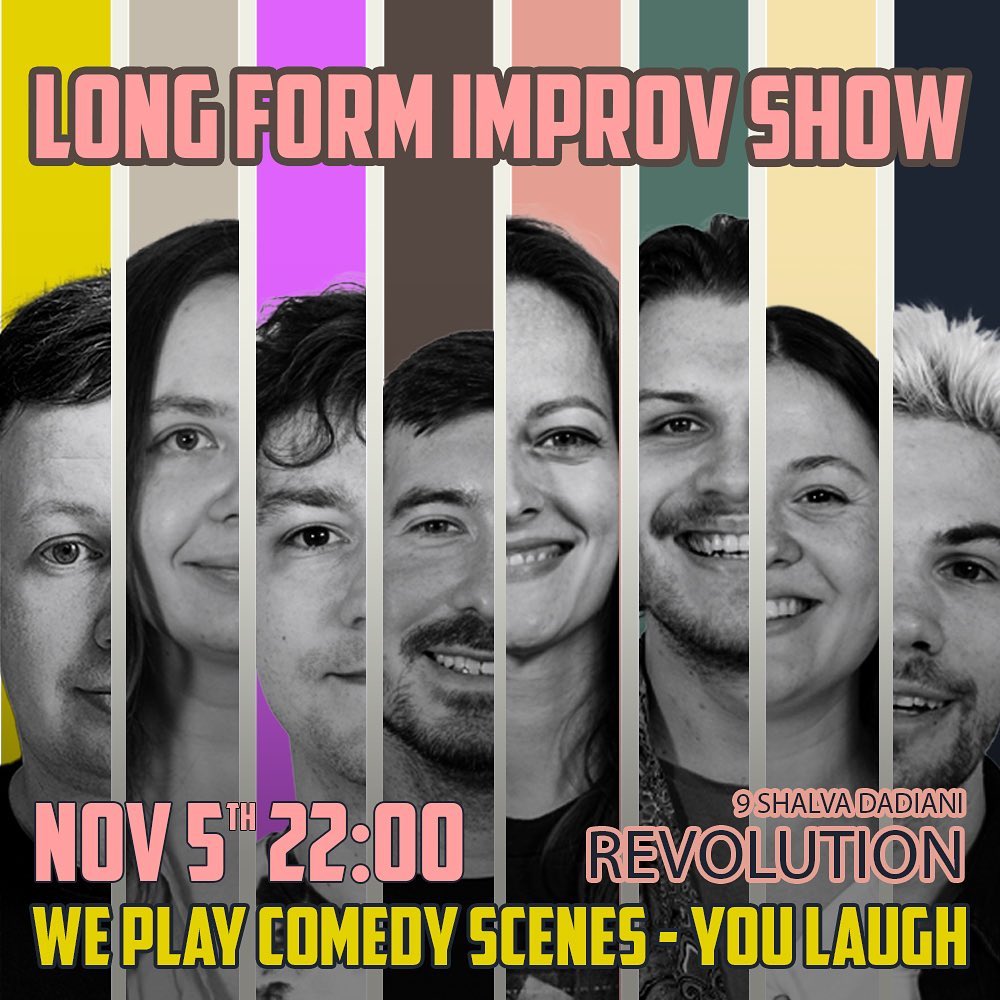 LONG FORM IMPROV SHOW
NOV 5TH 22:00
9 SHALVA DADIANI
REVOLUTION
WE PLAY COMEDY SCENES - YOU LAUGH